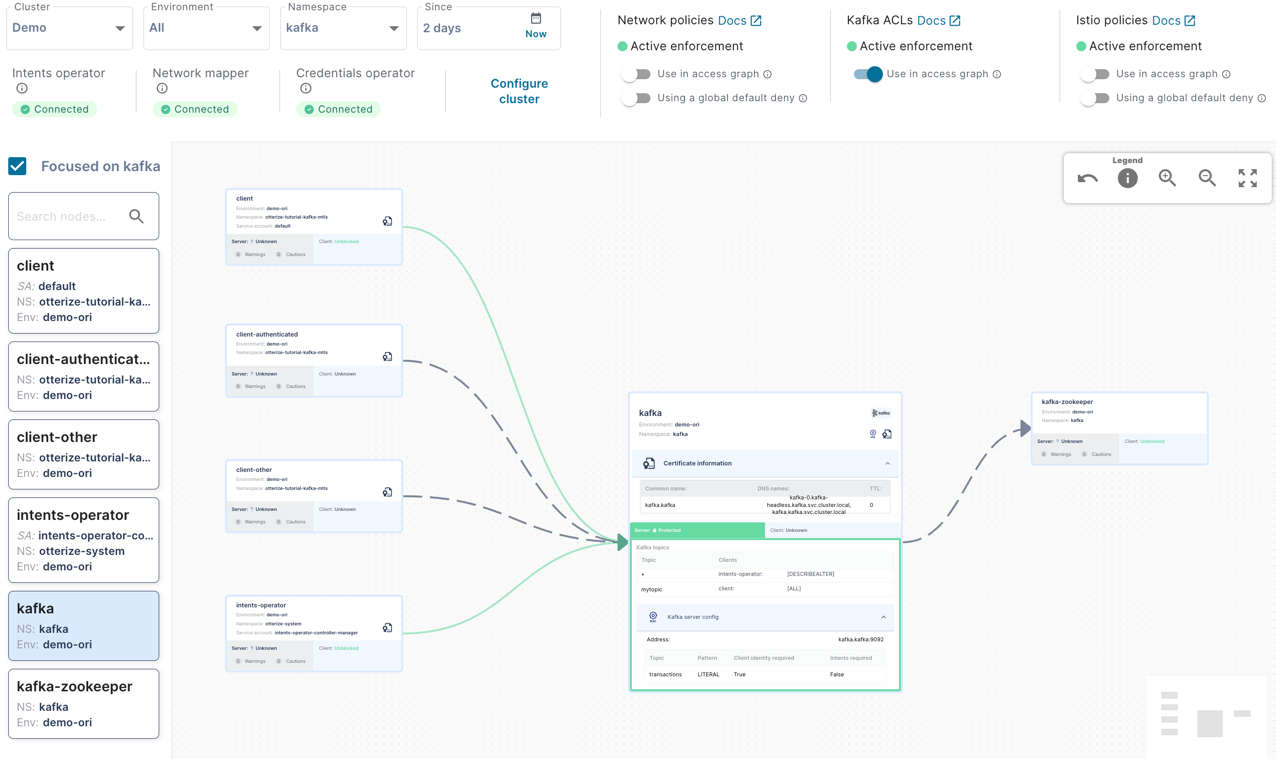 Cluster
Demo
Environment
All
Namespace
kafka
Since
2 days
Now
Intents operator
Connected
Network mapper
Connected
Credentials operator
Connected
Configure
cluster
Network policies Docs
Active enforcement
Use in access graph
Using a global default deny
Kafka ACLs Docs
Active enforcement
Use in access graph
Istio policies Docs
Active enforcement
Use in access graph
Using a global default deny
Focused on kafka
Search nodes...
client
SA: default
NS: otterize-tutorial-ka...
Env: demo-ori
client-authenticat...
NS: otterize-tutorial-ka...
Env: demo-ori
client-other
NS: otterize-tutorial-ka...
Env: demo-ori
intents-operator
SA: intents-operator-co...
NS: otterize-system
Env: demo-ori
kafka
NS: kafka
Env: demo-ori
kafka-zookeeper
NS: kafka
Env: demo-ori
Legend
client
Environment: demo-ori
Namespace: otterize-tutorial-kafka-mtls
Service account: default
Server: ? Unknown
Client: Unblocked
0 Warnings 0 Cautions
client-authenticated
Environment: demo-ori
Namespace: otterize-tutorial-kafka-mtls
Server: ? Unknown
Client: Unknown
0 Warnings 0 Cautions
client-other
Environment: demo-ori
Namespace: otterize-tutorial-kafka-mtls
Server: ? Unknown
Client: Unknown
0 Warnings 0 Cautions
intents-operator
Environment: demo-ori
Namespace: otterize-system
Service account: intents-operator-controller-manager
Server: ? Unknown
Client: Unblocked
0 Warnings 0 Cautions
kafka
kafka
Environment: demo-ori
Namespace: kafka
Certificate information
Common name: DNS names: TTL:
kafka.kafka
kafka-0.kafka-
headless.kafka.svc.cluster.local,
kafka.kafka.svc.cluster.local
0
Server: Protected
Client: Unknown
Kafka topics
Topic Clients
* intents-operator: [DESCRIBEALTER]
mytopic client: [ALL]
Kafka server config
Address: kafka.kafka:9092
Topic Pattern Client identity required Intents required
transactions LITERAL True False
kafka-zookeeper
Environment: demo-ori
Namespace: kafka
Server: ? Unknown
Client: Unblocked
0 Warnings 0 Cautions